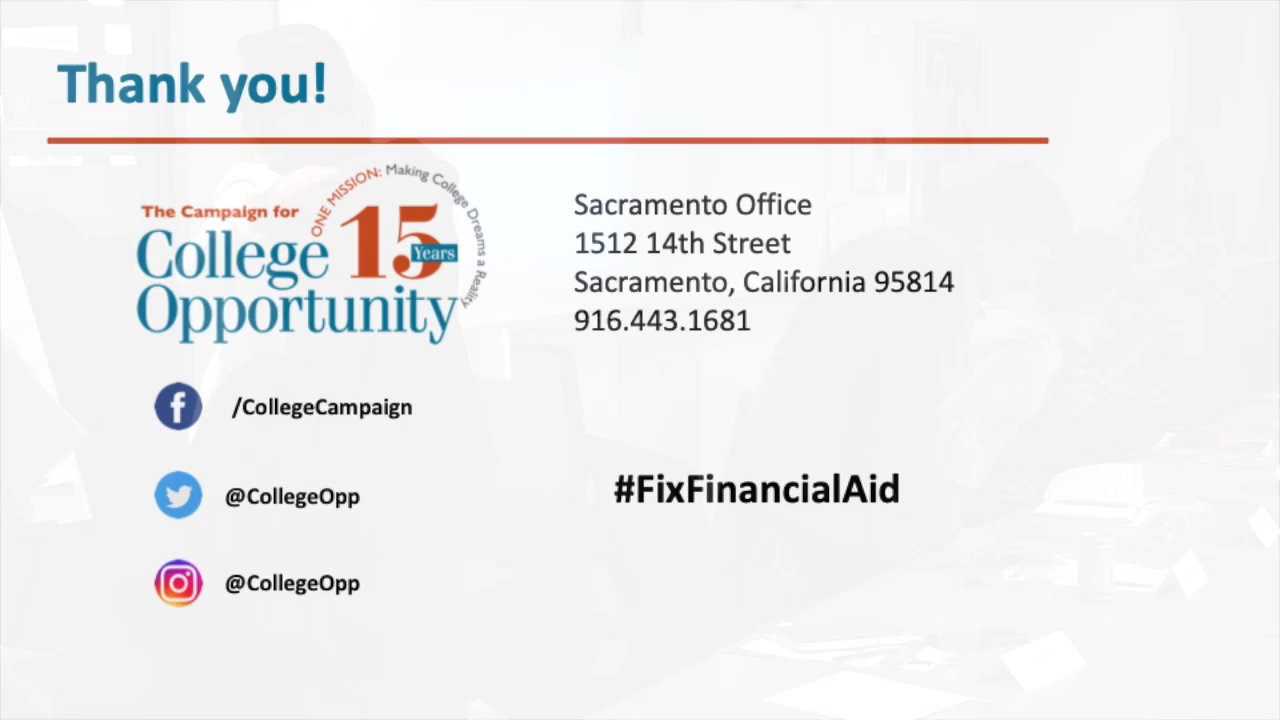 Thank you!
ONE MISSION: Making College Dreams a Reality
The Campaign for
College
Opportunity
15
Years
Sacramento Office
1512 14th Street
Sacramento, California 95814
916.443.1681
/CollegeCampaign
@CollegeOpp
@CollegeOpp
#FixFinancialAid